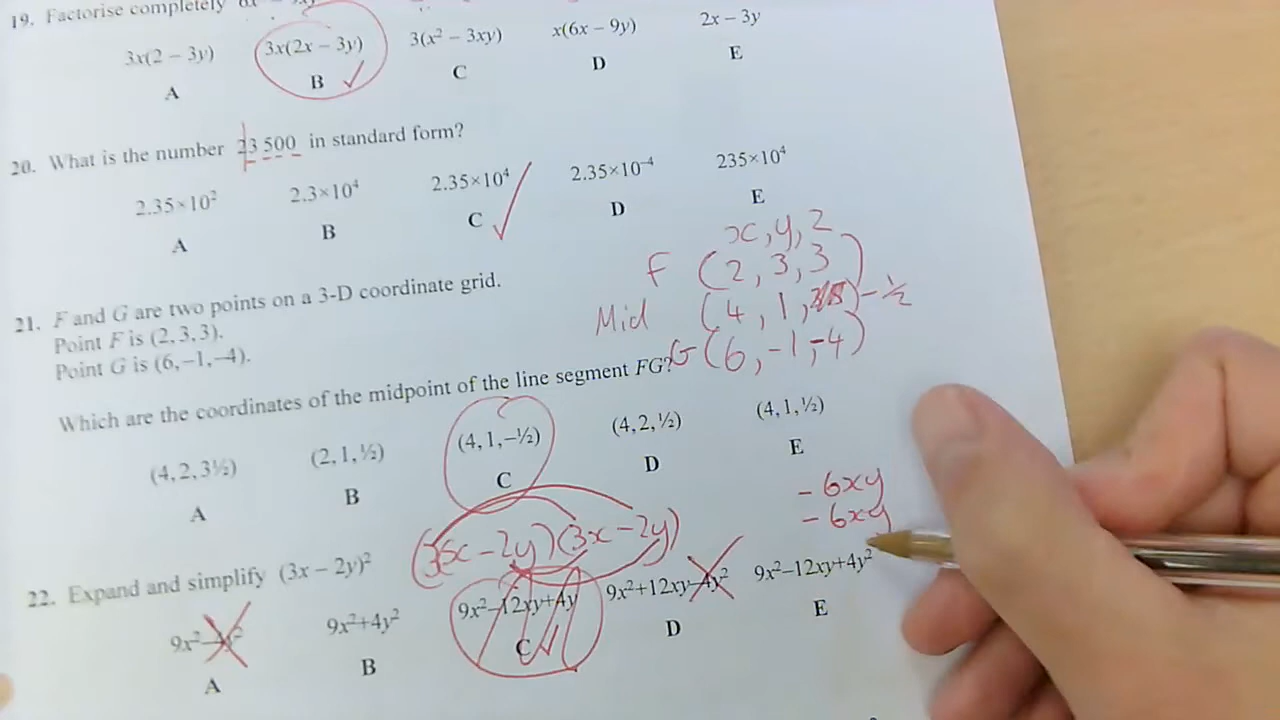 19. Factorise completely
3x(2 – 3y) 3x(2x – 3y) 3(x² – 3xy) x(6x – 9y) 2x – 3y
A B ✓ C D E
20. What is the number 23 500 in standard form?
2.35×10² 2.3×10⁴ 2.35×10⁴ 2.35×10⁻⁴ 235×10⁴
A B C ✓ D E
x, y, z
F (2, 3, 3)
Mid (4, 1, ) – ½
G (6, -1, -4)
21. F and G are two points on a 3-D coordinate grid.
Point F is (2, 3, 3).
Point G is (6, –1, –4).
Which are the coordinates of the midpoint of the line segment FG?
(4, 2, 3½) (2, 1, ½) (4, 1, –½) (4, 2, ½) (4, 1, ½)
A B C D E
- 6xy
- 6xy
(3x – 2y)(3x – 2y)
22. Expand and simplify (3x – 2y)²
9x²–4y² 9x²+4y² 9x²–12xy+4y 9x²+12xy–4y² 9x²–12xy+4y²
A B C D E